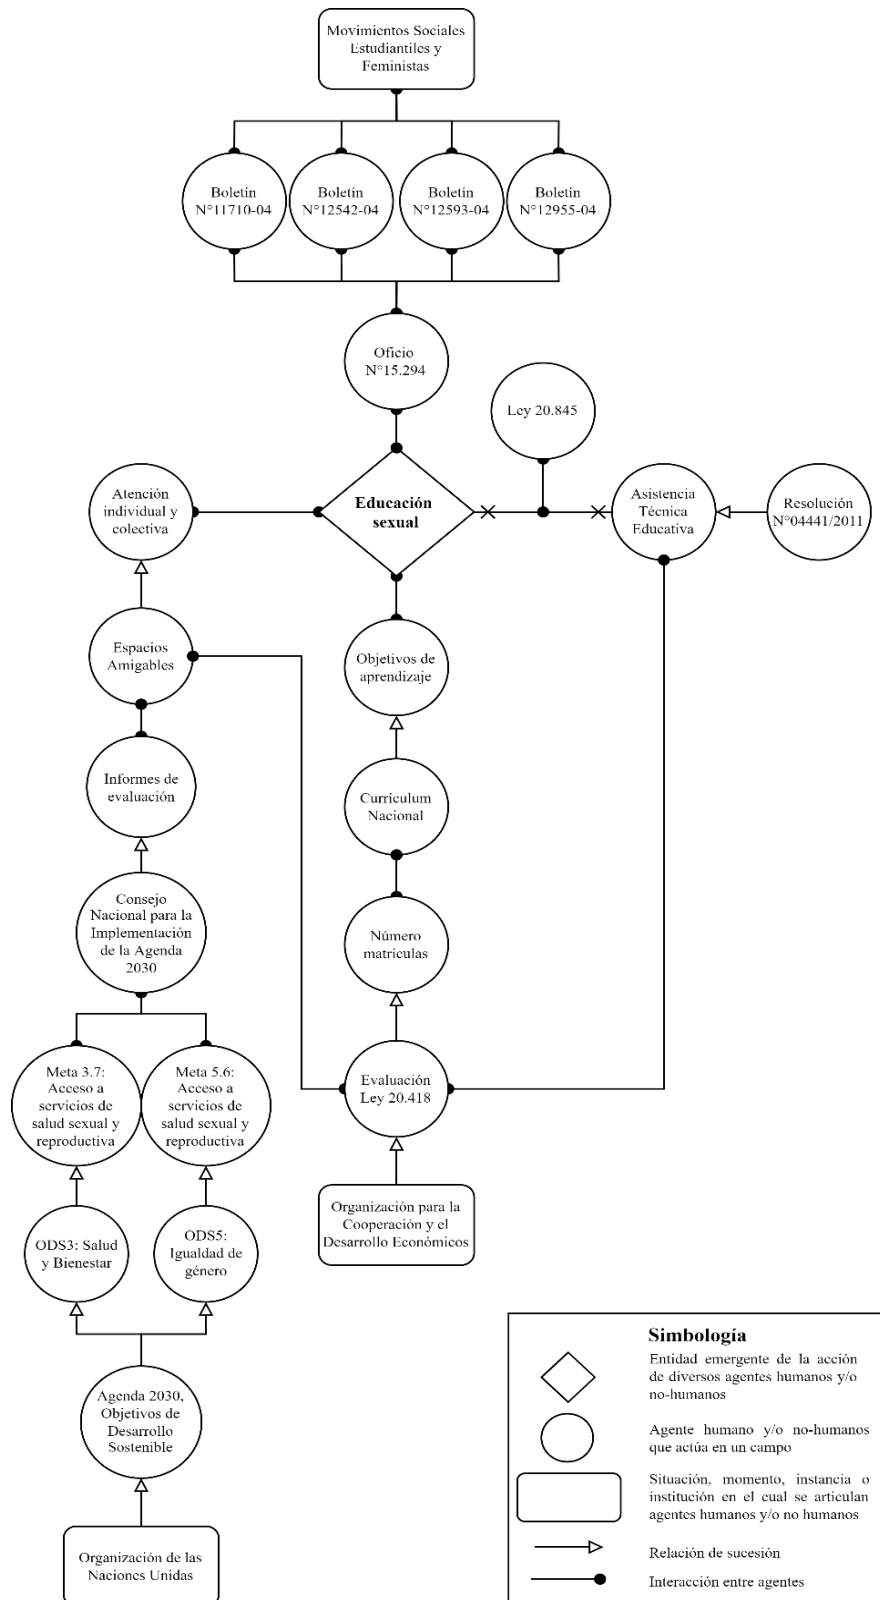 Movimientos Sociales
Estudiantiles y
Feministas
Boletín
N°11710-04
Boletín
N°12542-04
Boletín
N°12593-04
Boletín
N°12955-04
Oficio
N°15.294
Ley 20.845
Atención
individual y
colectiva
Educación
sexual
Asistencia
Técnica
Educativa
Resolución
N°04441/2011
Espacios
Amigables
Objetivos de
aprendizaje
Informes de
evaluación
Currículum
Nacional
Consejo
Nacional para la
Implementación
de la Agenda
2030
Número
matrículas
Meta 3.7:
Acceso a
servicios de
salud sexual y
reproductiva
Meta 5.6:
Acceso a
servicios de
salud sexual y
reproductiva
Evaluación
Ley 20.418
Organización para la
Cooperación y el
Desarrollo Económicos
ODS3: Salud
y Bienestar
ODS5:
Igualdad de
género
Agenda 2030,
Objetivos de
Desarrollo
Sostenible
Organización de las
Naciones Unidas
Simbología
Entidad emergente de la acción
de diversos agentes humanos y/o
no-humanos
Agente humano y/o no-humanos
que actúa en un campo
Situación, momento, instancia o
institución en el cual se articulan
agentes humanos y/o no humanos
Relación de sucesión
Interacción entre agentes